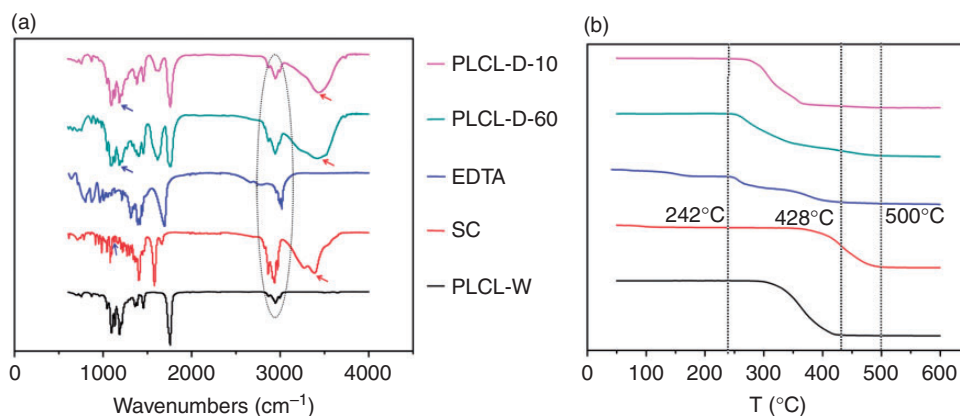 (a)
PLCL-D-10
PLCL-D-60
EDTA
SC
PLCL-W
0 1000 2000 3000 4000
Wavenumbers (cm⁻¹)
(b)
242°C 428°C 500°C
0 100 200 300 400 500 600
T (°C)